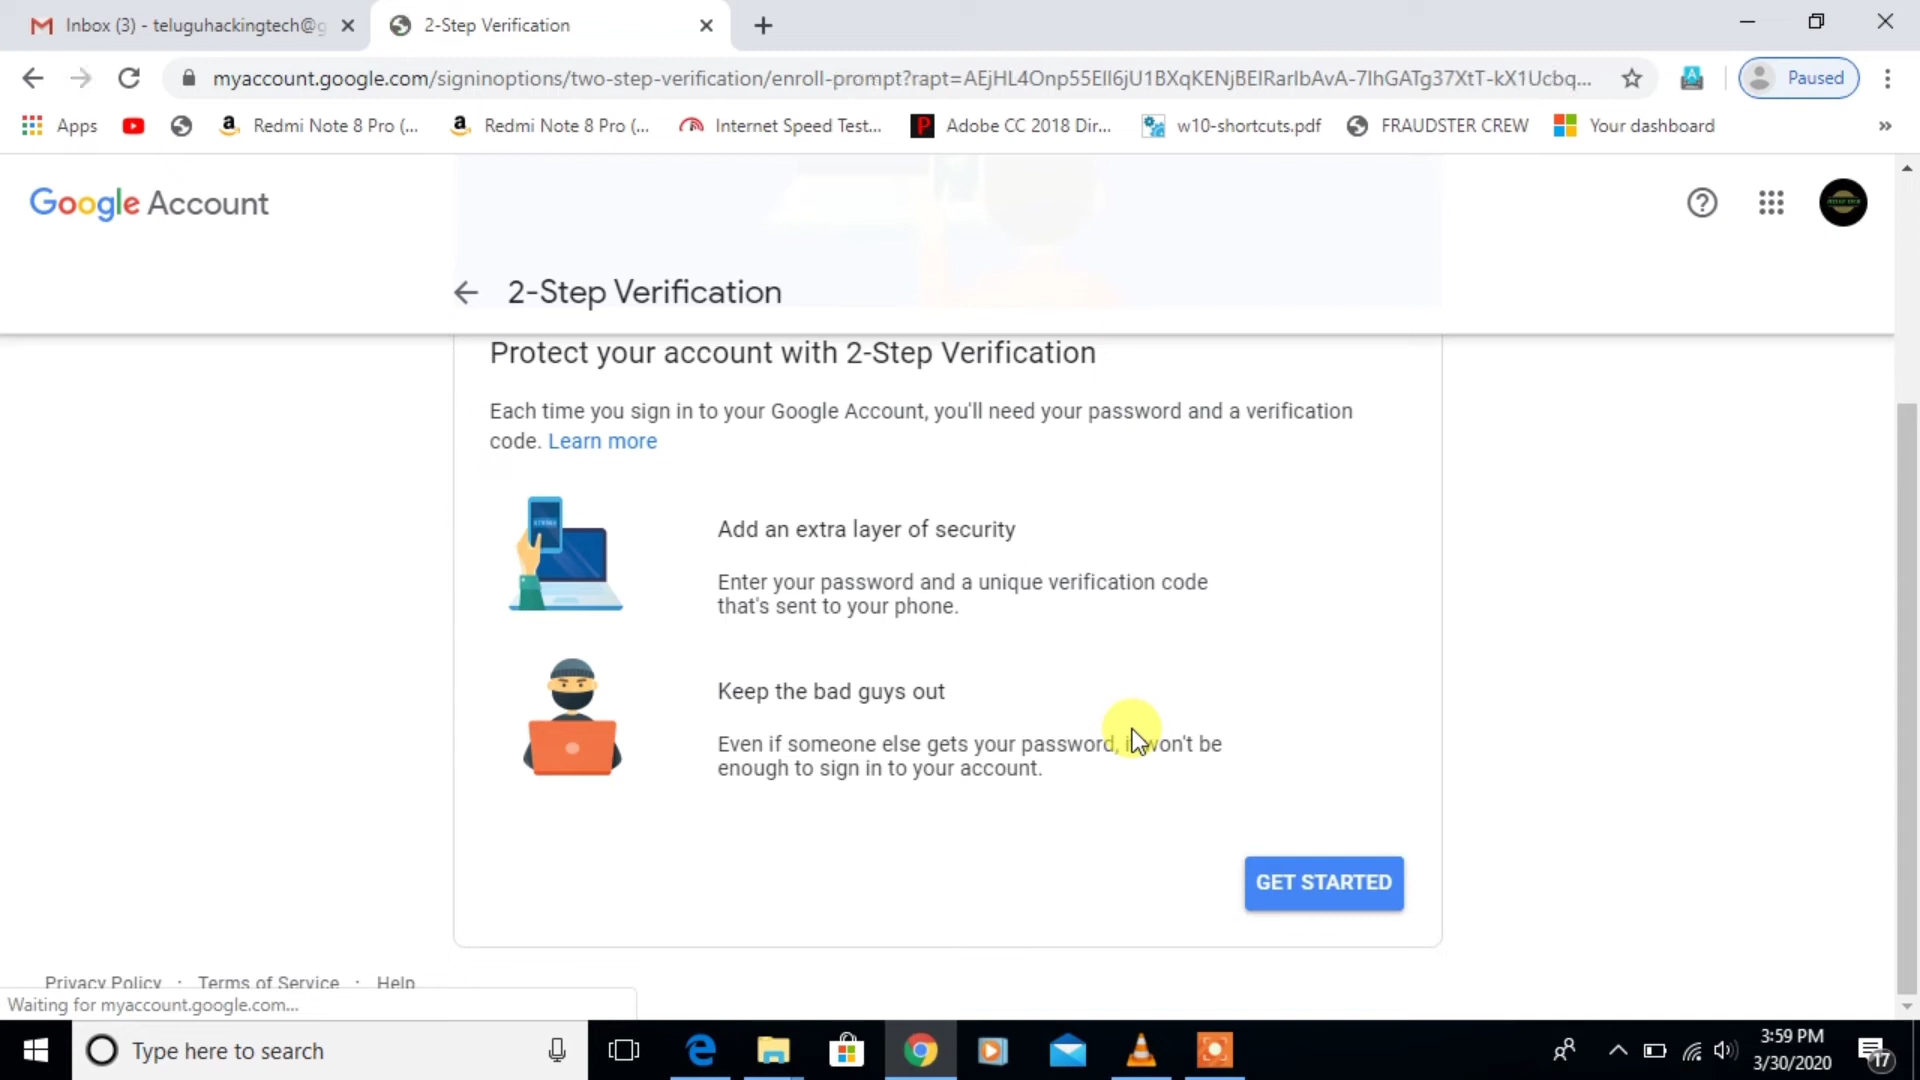 Inbox (3) - teluguhackingtech@g
2-Step Verification
myaccount.google.com/signinoptions/two-step-verification/enroll-prompt?rapt=AEjHL4Onp55EIl6jU1BXqKENjBEIRarIbAvA-7IhGATg37XtT-kX1Ucbq...
Paused
Apps
Redmi Note 8 Pro (...
Redmi Note 8 Pro (...
Internet Speed Test...
Adobe CC 2018 Dir...
w10-shortcuts.pdf
FRAUDSTER CREW
Your dashboard
»
Google Account
2-Step Verification
Protect your account with 2-Step Verification
Each time you sign in to your Google Account, you'll need your password and a verification
code. Learn more
Add an extra layer of security
Enter your password and a unique verification code
that's sent to your phone.
Keep the bad guys out
Even if someone else gets your password, it won't be
enough to sign in to your account.
GET STARTED
Privacy Policy · Terms of Service · Help
Waiting for myaccount.google.com...
Type here to search
3:59 PM
3/30/2020
17